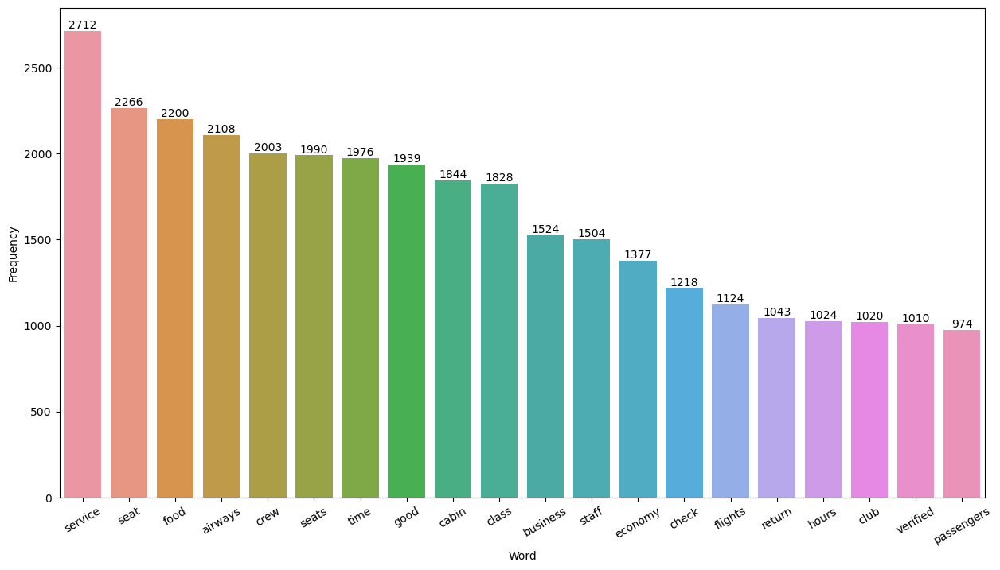 2712
2266
2200
2108
2003
1990
1976
1939
1844
1828
1524
1504
1377
1218
1124
1043
1024
1020
1010
974
2500
2000
1500
1000
500
0
Frequency
service
seat
food
airways
crew
seats
time
good
cabin
class
business
staff
economy
check
flights
return
hours
club
verified
passengers
Word